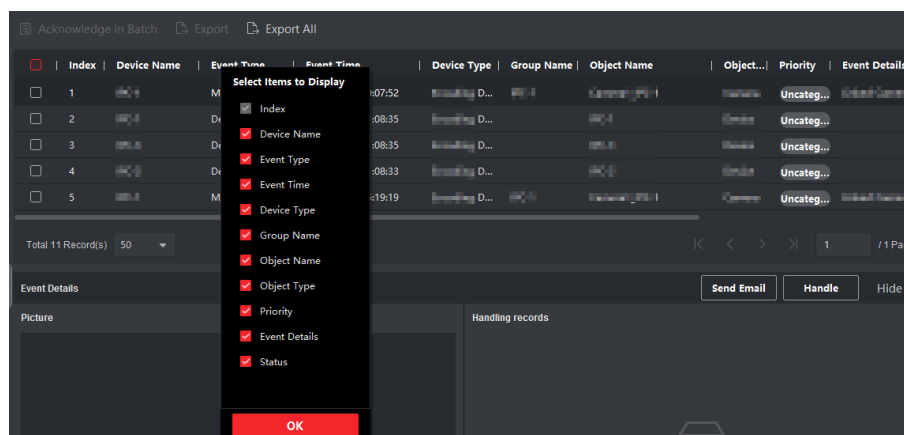 Acknowledge in Batch Export Export All
Index Device Name Event Type Event Time Device Type Group Name Object Name Object... Priority Event Details
Select Items to Display
1 M :07:52 D... Uncateg...
Index
2 De :08:35 D... Uncateg...
Device Name
3 De :08:35 D... Uncateg...
Event Type
4 De :08:33 D... Uncateg...
Event Time
5 M :19:19 D... Uncateg...
Device Type
Group Name
Total 11 Record(s) 50 1 / 1 Pa
Object Name
Object Type
Event Details Send Email Handle Hide
Priority
Picture Handling records
Event Details
Status
OK